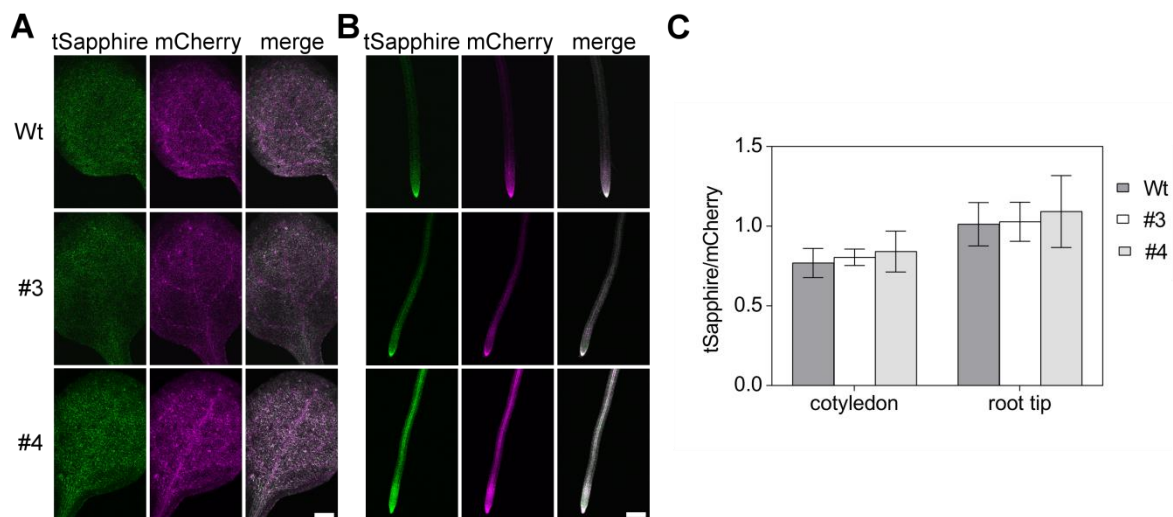 A
tSapphire mCherry merge
Wt
#3
#4
B
tSapphire mCherry merge
C
tSapphire/mCherry
1.5
1.0
0.5
0.0
cotyledon
root tip
Wt
#3
#4